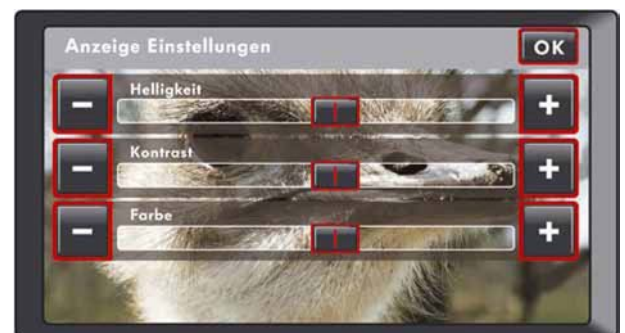 Anzeige Einstellungen
OK
Helligkeit
− +
Kontrast
− +
Farbe
− +